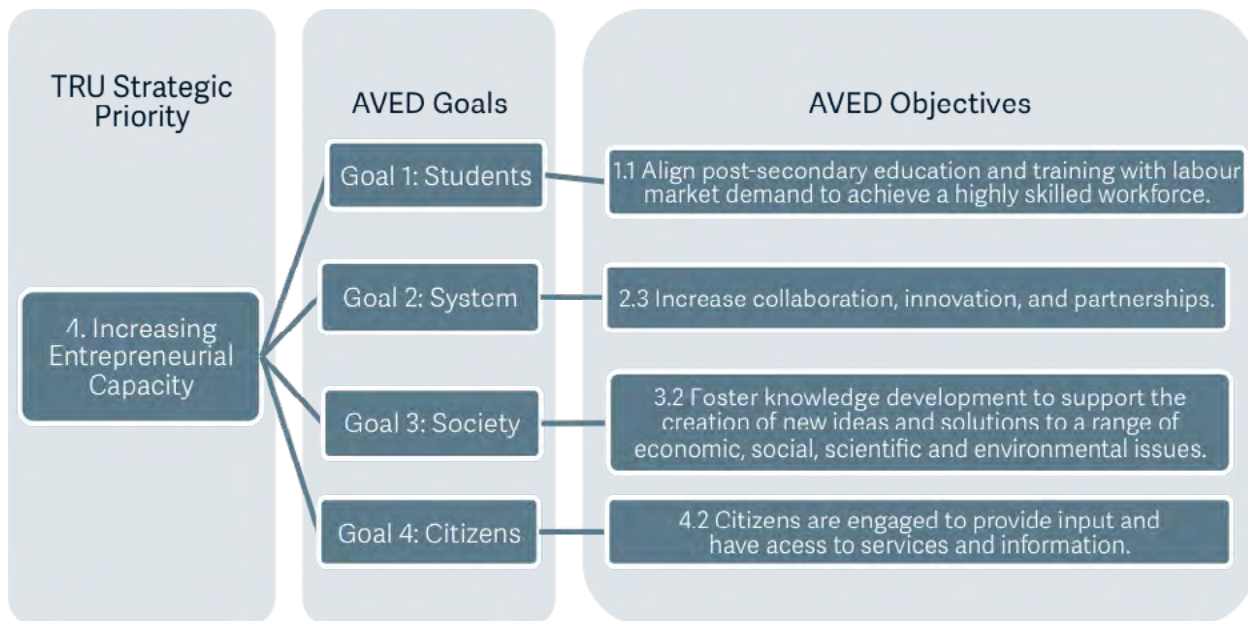 TRU Strategic
Priority
AVED Goals
AVED Objectives
4. Increasing
Entrepreneurial
Capacity
Goal 1: Students
1.1 Align post-secondary education and training with labour
market demand to achieve a highly skilled workforce.
Goal 2: System
2.3 Increase collaboration, innovation, and partnerships.
Goal 3: Society
3.2 Foster knowledge development to support the
creation of new ideas and solutions to a range of
economic, social, scientific and environmental issues.
Goal 4: Citizens
4.2 Citizens are engaged to provide input and
have acess to services and information.